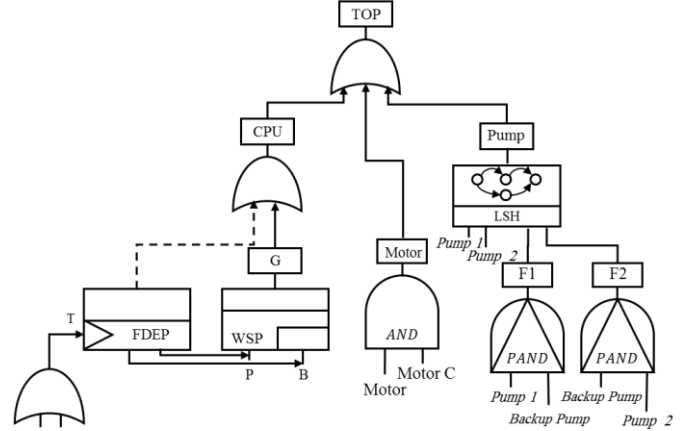 TOP
CPU
Pump
LSH
Pump 1
Pump 2
G
Motor
F1
F2
T
FDEP
WSP
P
B
AND
Motor
Motor C
PAND
PAND
Pump 1
Backup Pump
Backup Pump
Pump 2